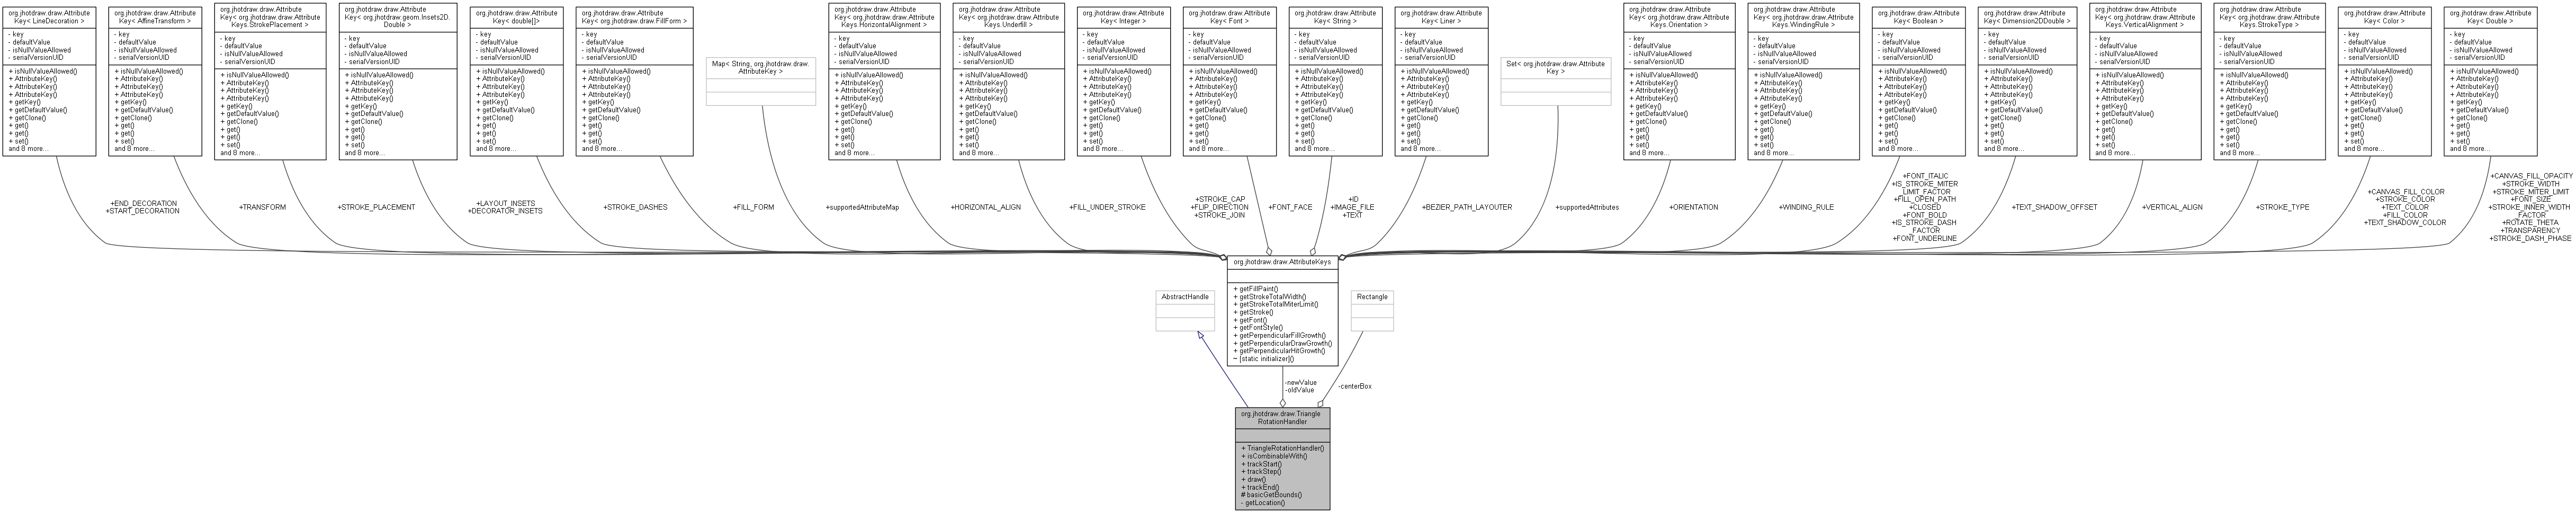 org.jhotdraw.draw.Attribute
Key< LineDecoration >
- key
- defaultValue
- isNullValueAllowed
- serialVersionUID
+ isNullValueAllowed()
+ AttributeKey()
+ AttributeKey()
+ AttributeKey()
+ getKey()
+ getDefaultValue()
+ getClone()
+ get()
+ get()
+ set()
and 8 more...
org.jhotdraw.draw.Attribute
Key< AffineTransform >
- key
- defaultValue
- isNullValueAllowed
- serialVersionUID
+ isNullValueAllowed()
+ AttributeKey()
+ AttributeKey()
+ AttributeKey()
+ getKey()
+ getDefaultValue()
+ getClone()
+ get()
+ get()
+ set()
and 8 more...
org.jhotdraw.draw.Attribute
Key< org.jhotdraw.draw.Attribute
Keys.StrokePlacement >
- key
- defaultValue
- isNullValueAllowed
- serialVersionUID
+ isNullValueAllowed()
+ AttributeKey()
+ AttributeKey()
+ AttributeKey()
+ getKey()
+ getDefaultValue()
+ getClone()
+ get()
+ get()
+ set()
and 8 more...
org.jhotdraw.draw.Attribute
Key< org.jhotdraw.geom.Insets2D.
Double >
- key
- defaultValue
- isNullValueAllowed
- serialVersionUID
+ isNullValueAllowed()
+ AttributeKey()
+ AttributeKey()
+ AttributeKey()
+ getKey()
+ getDefaultValue()
+ getClone()
+ get()
+ get()
+ set()
and 8 more...
org.jhotdraw.draw.Attribute
Key< double[]>
- key
- defaultValue
- isNullValueAllowed
- serialVersionUID
+ isNullValueAllowed()
+ AttributeKey()
+ AttributeKey()
+ AttributeKey()
+ getKey()
+ getDefaultValue()
+ getClone()
+ get()
+ get()
+ set()
and 8 more...
org.jhotdraw.draw.Attribute
Key< org.jhotdraw.draw.FillForm >
- key
- defaultValue
- isNullValueAllowed
- serialVersionUID
+ isNullValueAllowed()
+ AttributeKey()
+ AttributeKey()
+ AttributeKey()
+ getKey()
+ getDefaultValue()
+ getClone()
+ get()
+ get()
+ set()
and 8 more...
Map< String, org.jhotdraw.draw.
AttributeKey >
org.jhotdraw.draw.Attribute
Key< org.jhotdraw.draw.Attribute
Keys.HorizontalAlignment >
- key
- defaultValue
- isNullValueAllowed
- serialVersionUID
+ isNullValueAllowed()
+ AttributeKey()
+ AttributeKey()
+ AttributeKey()
+ getKey()
+ getDefaultValue()
+ getClone()
+ get()
+ get()
+ set()
and 8 more...
org.jhotdraw.draw.Attribute
Key< org.jhotdraw.draw.Attribute
Keys.Underfill >
- key
- defaultValue
- isNullValueAllowed
- serialVersionUID
+ isNullValueAllowed()
+ AttributeKey()
+ AttributeKey()
+ AttributeKey()
+ getKey()
+ getDefaultValue()
+ getClone()
+ get()
+ get()
+ set()
and 8 more...
org.jhotdraw.draw.Attribute
Key< Integer >
- key
- defaultValue
- isNullValueAllowed
- serialVersionUID
+ isNullValueAllowed()
+ AttributeKey()
+ AttributeKey()
+ AttributeKey()
+ getKey()
+ getDefaultValue()
+ getClone()
+ get()
+ get()
+ set()
and 8 more...
org.jhotdraw.draw.Attribute
Key< Font >
- key
- defaultValue
- isNullValueAllowed
- serialVersionUID
+ isNullValueAllowed()
+ AttributeKey()
+ AttributeKey()
+ AttributeKey()
+ getKey()
+ getDefaultValue()
+ getClone()
+ get()
+ get()
+ set()
and 8 more...
org.jhotdraw.draw.Attribute
Key< String >
- key
- defaultValue
- isNullValueAllowed
- serialVersionUID
+ isNullValueAllowed()
+ AttributeKey()
+ AttributeKey()
+ AttributeKey()
+ getKey()
+ getDefaultValue()
+ getClone()
+ get()
+ get()
+ set()
and 8 more...
org.jhotdraw.draw.Attribute
Key< Liner >
- key
- defaultValue
- isNullValueAllowed
- serialVersionUID
+ isNullValueAllowed()
+ AttributeKey()
+ AttributeKey()
+ AttributeKey()
+ getKey()
+ getDefaultValue()
+ getClone()
+ get()
+ get()
+ set()
and 8 more...
Set< org.jhotdraw.draw.Attribute
Key >
org.jhotdraw.draw.Attribute
Key< org.jhotdraw.draw.Attribute
Keys.Orientation >
- key
- defaultValue
- isNullValueAllowed
- serialVersionUID
+ isNullValueAllowed()
+ AttributeKey()
+ AttributeKey()
+ AttributeKey()
+ getKey()
+ getDefaultValue()
+ getClone()
+ get()
+ get()
+ set()
and 8 more...
org.jhotdraw.draw.Attribute
Key< org.jhotdraw.draw.Attribute
Keys.WindingRule >
- key
- defaultValue
- isNullValueAllowed
- serialVersionUID
+ isNullValueAllowed()
+ AttributeKey()
+ AttributeKey()
+ AttributeKey()
+ getKey()
+ getDefaultValue()
+ getClone()
+ get()
+ get()
+ set()
and 8 more...
org.jhotdraw.draw.Attribute
Key< Boolean >
- key
- defaultValue
- isNullValueAllowed
- serialVersionUID
+ isNullValueAllowed()
+ AttributeKey()
+ AttributeKey()
+ AttributeKey()
+ getKey()
+ getDefaultValue()
+ getClone()
+ get()
+ get()
+ set()
and 8 more...
org.jhotdraw.draw.Attribute
Key< Dimension2DDouble >
- key
- defaultValue
- isNullValueAllowed
- serialVersionUID
+ isNullValueAllowed()
+ AttributeKey()
+ AttributeKey()
+ AttributeKey()
+ getKey()
+ getDefaultValue()
+ getClone()
+ get()
+ get()
+ set()
and 8 more...
org.jhotdraw.draw.Attribute
Key< org.jhotdraw.draw.Attribute
Keys.VerticalAlignment >
- key
- defaultValue
- isNullValueAllowed
- serialVersionUID
+ isNullValueAllowed()
+ AttributeKey()
+ AttributeKey()
+ AttributeKey()
+ getKey()
+ getDefaultValue()
+ getClone()
+ get()
+ get()
+ set()
and 8 more...
org.jhotdraw.draw.Attribute
Key< org.jhotdraw.draw.Attribute
Keys.StrokeType >
- key
- defaultValue
- isNullValueAllowed
- serialVersionUID
+ isNullValueAllowed()
+ AttributeKey()
+ AttributeKey()
+ AttributeKey()
+ getKey()
+ getDefaultValue()
+ getClone()
+ get()
+ get()
+ set()
and 8 more...
org.jhotdraw.draw.Attribute
Key< Color >
- key
- defaultValue
- isNullValueAllowed
- serialVersionUID
+ isNullValueAllowed()
+ AttributeKey()
+ AttributeKey()
+ AttributeKey()
+ getKey()
+ getDefaultValue()
+ getClone()
+ get()
+ get()
+ set()
and 8 more...
org.jhotdraw.draw.Attribute
Key< Double >
- key
- defaultValue
- isNullValueAllowed
- serialVersionUID
+ isNullValueAllowed()
+ AttributeKey()
+ AttributeKey()
+ AttributeKey()
+ getKey()
+ getDefaultValue()
+ getClone()
+ get()
+ get()
+ set()
and 8 more...
+END_DECORATION
+START_DECORATION
+TRANSFORM
+STROKE_PLACEMENT
+LAYOUT_INSETS
+DECORATOR_INSETS
+STROKE_DASHES
+FILL_FORM
+supportedAttributeMap
+HORIZONTAL_ALIGN
+FILL_UNDER_STROKE
+STROKE_CAP
+FLIP_DIRECTION
+STROKE_JOIN
+FONT_FACE
+ID
+IMAGE_FILE
+TEXT
+BEZIER_PATH_LAYOUTER
+supportedAttributes
+ORIENTATION
+WINDING_RULE
+FONT_ITALIC
+IS_STROKE_MITER
_LIMIT_FACTOR
+FILL_OPEN_PATH
+CLOSED
+FONT_BOLD
+IS_STROKE_DASH
_FACTOR
+FONT_UNDERLINE
+TEXT_SHADOW_OFFSET
+VERTICAL_ALIGN
+STROKE_TYPE
+CANVAS_FILL_COLOR
+STROKE_COLOR
+TEXT_COLOR
+FILL_COLOR
+TEXT_SHADOW_COLOR
+CANVAS_FILL_OPACITY
+STROKE_WIDTH
+STROKE_MITER_LIMIT
+FONT_SIZE
+STROKE_INNER_WIDTH
_FACTOR
+ROTATE_THETA
+TRANSPARENCY
+STROKE_DASH_PHASE
org.jhotdraw.draw.AttributeKeys
+ getFillPaint()
+ getStrokeTotalWidth()
+ getStrokeTotalMiterLimit()
+ getStroke()
+ getFont()
+ getFontStyle()
+ getPerpendicularFillGrowth()
+ getPerpendicularDrawGrowth()
+ getPerpendicularHitGrowth()
~ [static initializer]()
AbstractHandle
Rectangle
-newValue
-oldValue
-centerBox
org.jhotdraw.draw.Triangle
RotationHandler
+ TriangleRotationHandler()
+ isCombinableWith()
+ trackStart()
+ trackStep()
+ draw()
+ trackEnd()
# basicGetBounds()
- getLocation()